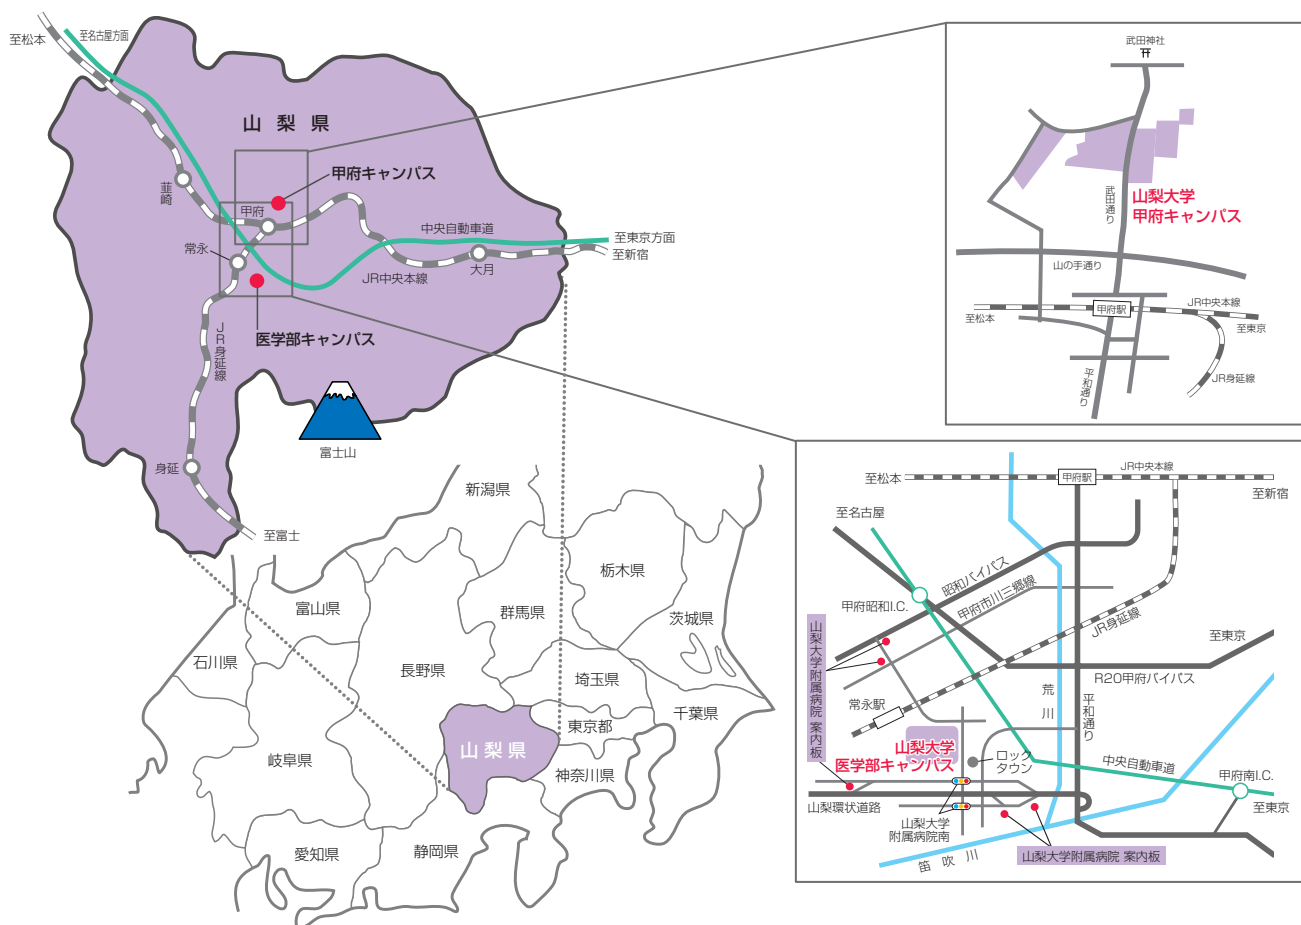 至松本
至名古屋方面
山梨県
甲府キャンパス
韮崎
甲府
常永
中央自動車道
至東京方面
至新宿
大月
JR中央本線
医学部キャンパス
JR身延線
富士山
身延
至富士
新潟県
栃木県
富山県
群馬県
茨城県
石川県
長野県
埼玉県
千葉県
東京都
山梨県
岐阜県
神奈川県
愛知県
静岡県
武田神社
武田通り
山梨大学
甲府キャンパス
山の手通り
甲府駅
JR中央本線
至松本
至東京
平和通り
JR身延線
至松本
甲府駅
JR中央本線
至新宿
至名古屋
昭和バイパス
甲府昭和I.C.
甲府市川三郷線
JR身延線
至東京
山梨大学附属病院 案内板
R20甲府バイパス
荒川
平和通り
常永駅
山梨大学
医学部キャンパス
ロック
タウン
中央自動車道
甲府南I.C.
至東京
山梨環状道路
山梨大学
附属病院南
山梨大学附属病院 案内板
笛吹川